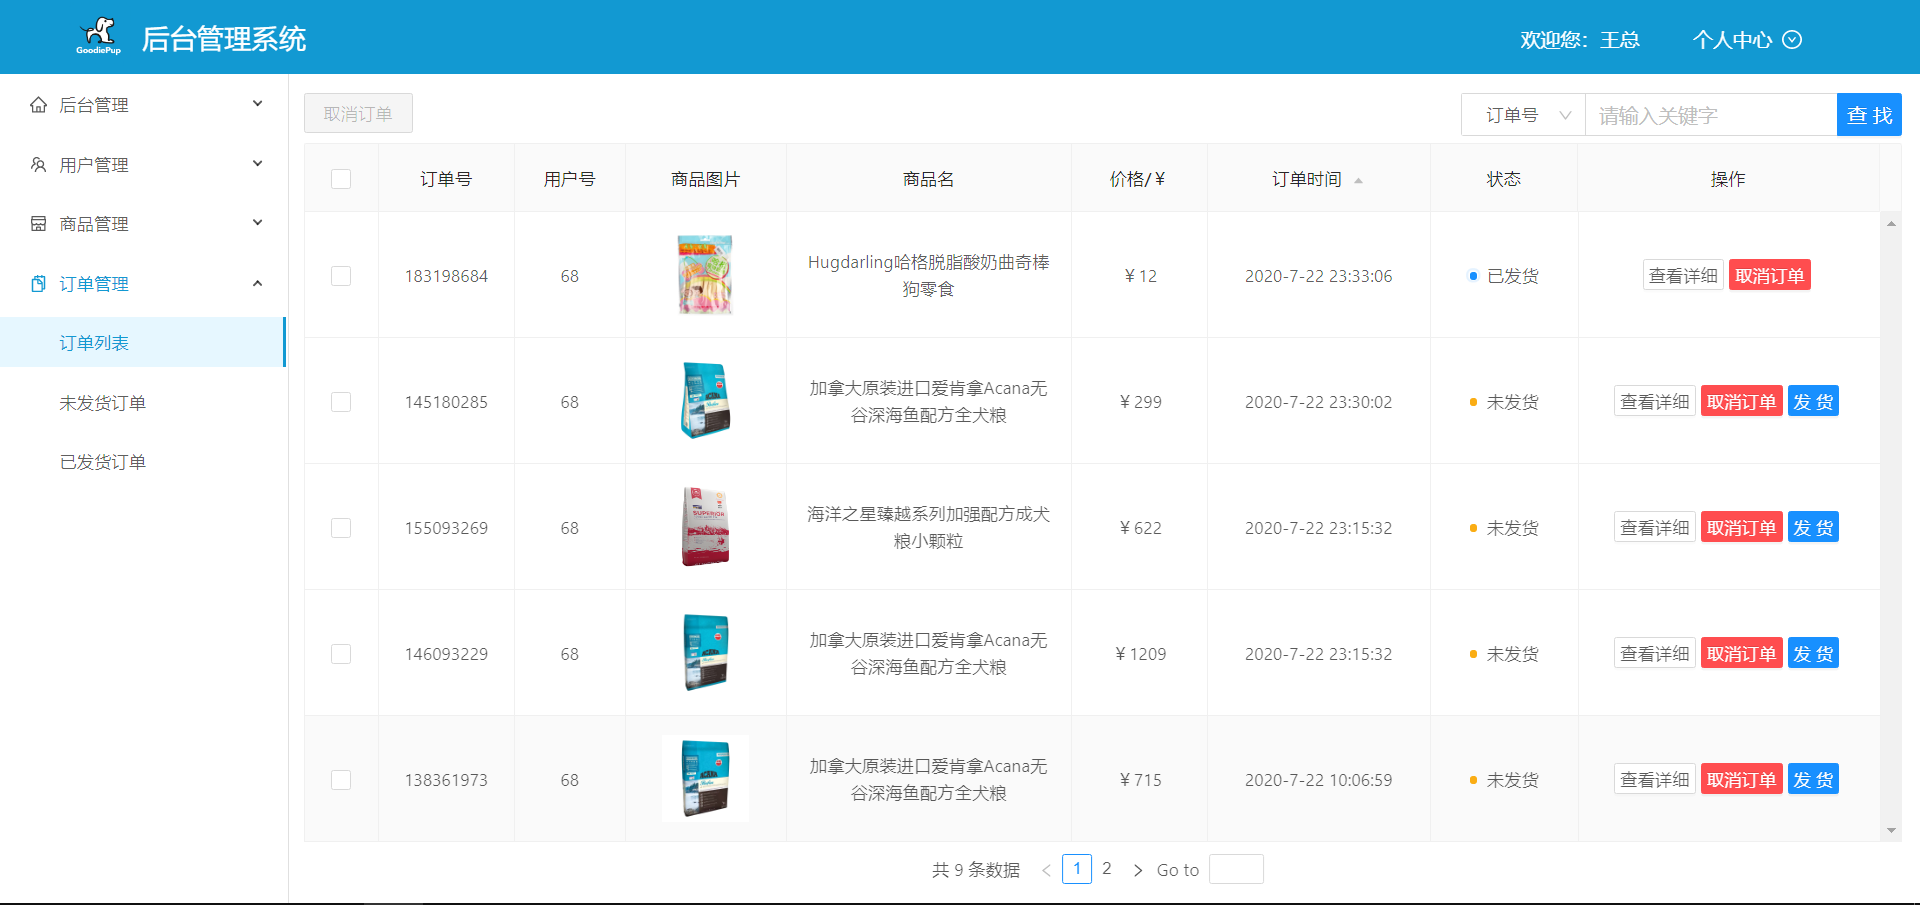 GoodiePup
后台管理系统
欢迎您：王总
个人中心
后台管理
用户管理
商品管理
订单管理
订单列表
未发货订单
已发货订单
取消订单
订单号
请输入关键字
查 找
订单号 用户号 商品图片 商品名 价格/￥ 订单时间 状态 操作
183198684 68 Hugdarling哈格脱脂酸奶曲奇棒 ￥12 2020-7-22 23:33:06 已发货 查看详细 取消订单
狗零食
145180285 68 加拿大原装进口爱肯拿Acana无 ￥299 2020-7-22 23:30:02 未发货 查看详细 取消订单 发 货
谷深海鱼配方全犬粮
155093269 68 SUPERIOR 海洋之星臻越系列加强配方成犬 ￥622 2020-7-22 23:15:32 未发货 查看详细 取消订单 发 货
粮小颗粒
146093229 68 ACANA 加拿大原装进口爱肯拿Acana无 ￥1209 2020-7-22 23:15:32 未发货 查看详细 取消订单 发 货
谷深海鱼配方全犬粮
138361973 68 ACANA 加拿大原装进口爱肯拿Acana无 ￥715 2020-7-22 10:06:59 未发货 查看详细 取消订单 发 货
谷深海鱼配方全犬粮
共 9 条数据 1 2 Go to